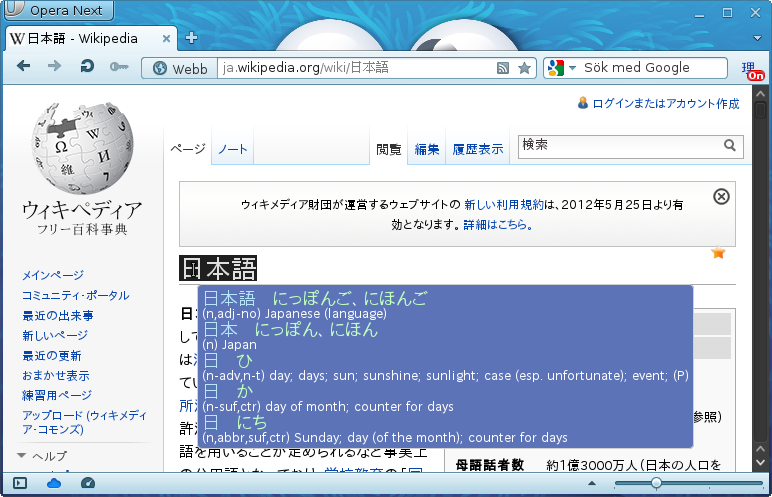 Opera Next
日本語 - Wikipedia
Webb
ja.wikipedia.org/wiki/日本語
Sök med Google
理
On
ログインまたはアカウント作成
ページ
ノート
閲覧
編集
履歴表示
検索
ウィキペディア
フリー百科事典
ウィキメディア財団が運営するウェブサイトの 新しい利用規約は、2012年5月25日より有
効となります。 詳細はこちら。
日本語
メインページ
コミュニティ・ポータル
最近の出来事
新しいページ
最近の更新
おまかせ表示
練習用ページ
アップロード (ウィキメデ
ィア・コモンズ)
ヘルプ
日本語 にっぽんご、にほんご
(n,adj-no) Japanese (language)
日本 にっぽん、にほん
(n) Japan
日 ひ
(n-adv,n-t) day; days; sun; sunshine; sunlight; case (esp. unfortunate); event; (P)
日 か
(n-suf,ctr) day of month; counter for days
日 にち
(n,abbr,suf,ctr) Sunday; day (of the month); counter for days
して
は
てい
所
許
語を用いることが定められるなど事実上
の公用語となっており、学校教育の「国
参照)
母語話者数 約1億3000万人（日本の人口を